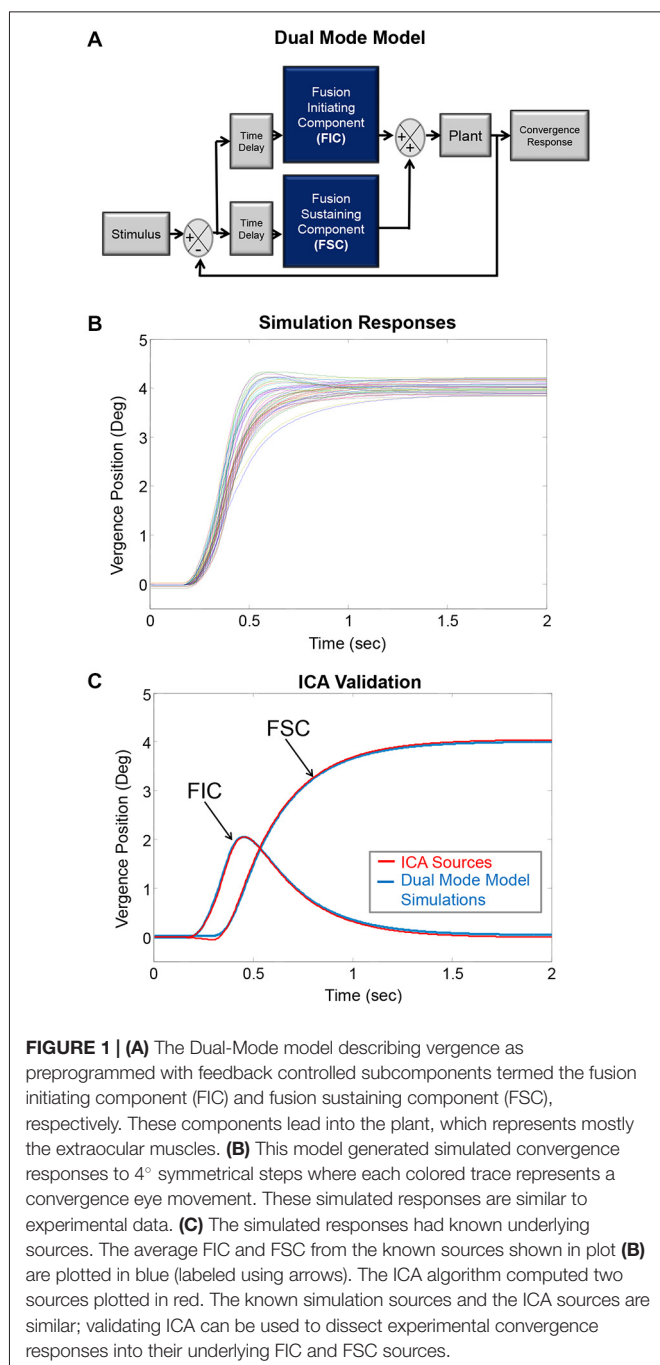 A
Dual Mode Model
Fusion
Initiating
Component
(FIC)
Time
Delay
+
+
Plant
Convergence
Response
Stimulus
+
-
Time
Delay
Fusion
Sustaining
Component
(FSC)
B
Simulation Responses
Vergence Position (Deg)
5
4
3
2
1
0
0
0.5
1
1.5
2
Time (sec)
C
ICA Validation
Vergence Position (Deg)
5
4
3
2
1
0
FSC
FIC
ICA Sources
Dual Mode Model
Simulations
0
0.5
1
1.5
2
Time (sec)
FIGURE 1 | (A) The Dual-Mode model describing vergence as
preprogrammed with feedback controlled subcomponents termed the fusion
initiating component (FIC) and fusion sustaining component (FSC),
respectively. These components lead into the plant, which represents mostly
the extraocular muscles. (B) This model generated simulated convergence
responses to 4° symmetrical steps where each colored trace represents a
convergence eye movement. These simulated responses are similar to
experimental data. (C) The simulated responses had known underlying
sources. The average FIC and FSC from the known sources shown in plot (B)
are plotted in blue (labeled using arrows). The ICA algorithm computed two
sources plotted in red. The known simulation sources and the ICA sources are
similar; validating ICA can be used to dissect experimental convergence
responses into their underlying FIC and FSC sources.